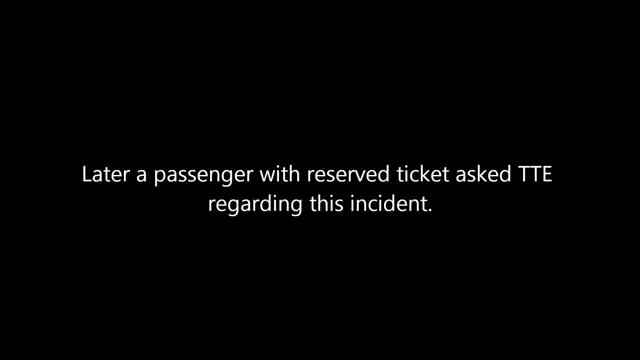 Later a passenger with reserved ticket asked TTE
regarding this incident.